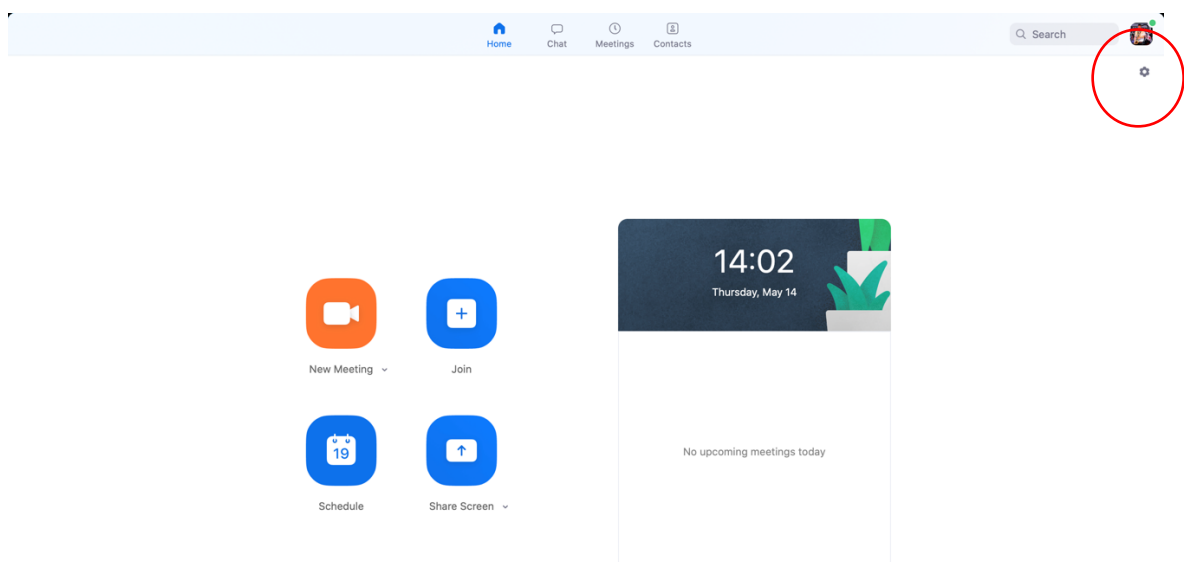 Home Chat Meetings Contacts
Search
14:02
Thursday, May 14
New Meeting
Join
19
Schedule
Share Screen
No upcoming meetings today